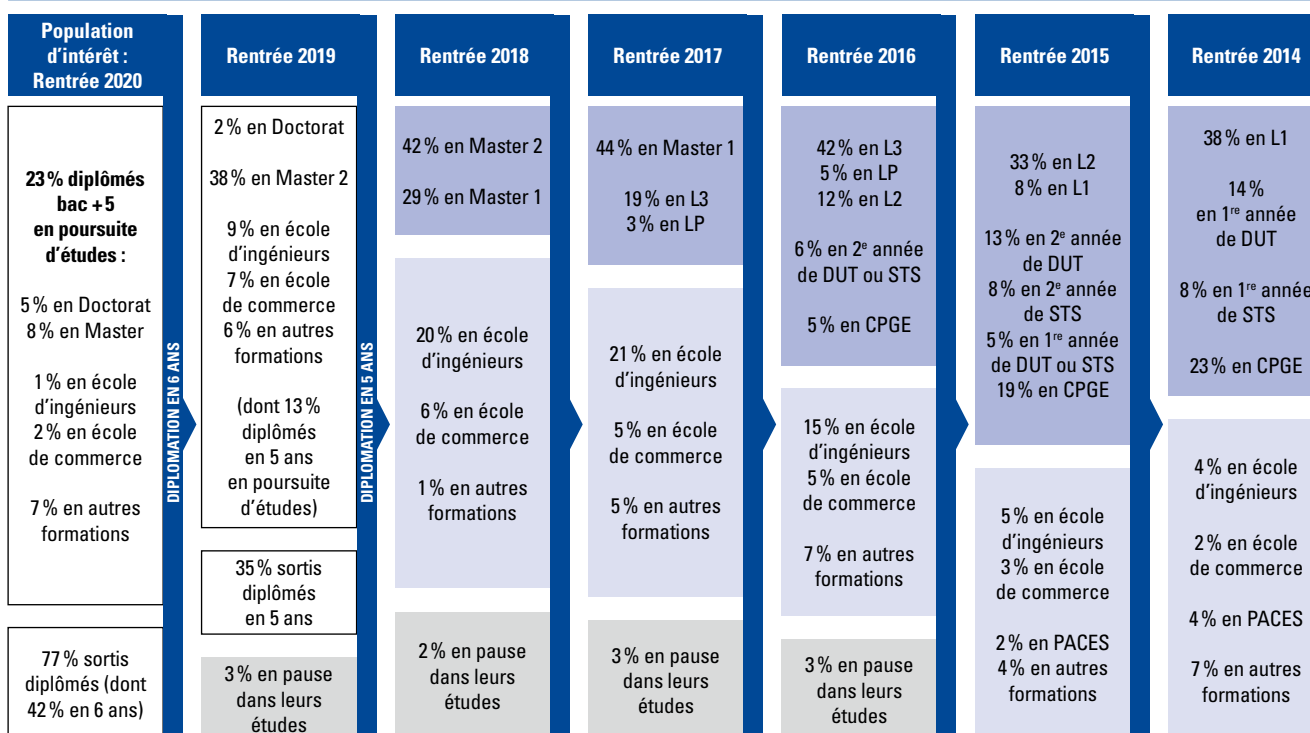 Population
d'intérêt :
Rentrée 2020
23 % diplômés
bac + 5
en poursuite
d'études :
5 % en Doctorat
8 % en Master
1 % en école
d'ingénieurs
2 % en école
de commerce
7 % en autres
formations
77 % sortis
diplômés (dont
42 % en 6 ans)
DIPLOMATION EN 6 ANS
Rentrée 2019
2 % en Doctorat
38 % en Master 2
9 % en école
d'ingénieurs
7 % en école
de commerce
6 % en autres
formations
(dont 13 %
diplômés
en 5 ans
en poursuite
d'études)
35 % sortis
diplômés
en 5 ans
3 % en pause
dans leurs
études
DIPLOMATION EN 5 ANS
Rentrée 2018
42 % en Master 2
29 % en Master 1
20 % en école
d'ingénieurs
6 % en école
de commerce
1 % en autres
formations
2 % en pause
dans leurs
études
Rentrée 2017
44 % en Master 1
19 % en L3
3 % en LP
21 % en école
d'ingénieurs
5 % en école
de commerce
5 % en autres
formations
3 % en pause
dans leurs
études
Rentrée 2016
42 % en L3
5 % en LP
12 % en L2
6 % en 2e année
de DUT ou STS
5 % en CPGE
15 % en école
d'ingénieurs
5 % en école
de commerce
7 % en autres
formations
3 % en pause
dans leurs
études
Rentrée 2015
33 % en L2
8 % en L1
13 % en 2e année
de DUT
8 % en 2e année
de STS
5 % en 1re année
de DUT ou STS
19 % en CPGE
5 % en école
d'ingénieurs
3 % en école
de commerce
2 % en PACES
4 % en autres
formations
Rentrée 2014
38 % en L1
14 %
en 1re année
de DUT
8 % en 1re année
de STS
23 % en CPGE
4 % en école
d'ingénieurs
2 % en école
de commerce
4 % en PACES
7 % en autres
formations